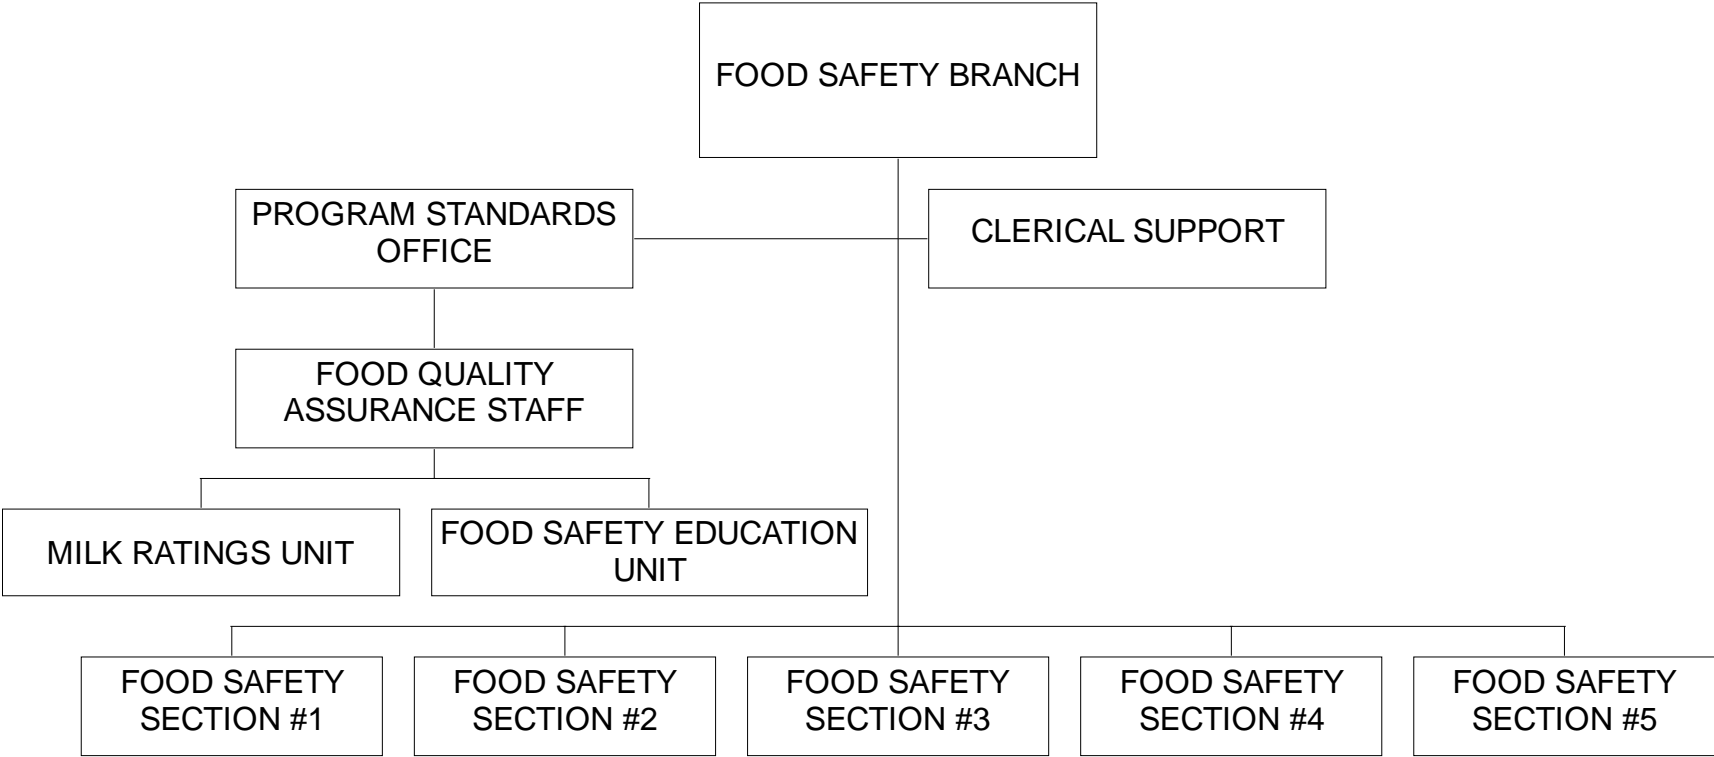 FOOD SAFETY BRANCH
PROGRAM STANDARDS
OFFICE
CLERICAL SUPPORT
FOOD QUALITY
ASSURANCE STAFF
MILK RATINGS UNIT
FOOD SAFETY EDUCATION
UNIT
FOOD SAFETY
SECTION #1
FOOD SAFETY
SECTION #2
FOOD SAFETY
SECTION #3
FOOD SAFETY
SECTION #4
FOOD SAFETY
SECTION #5